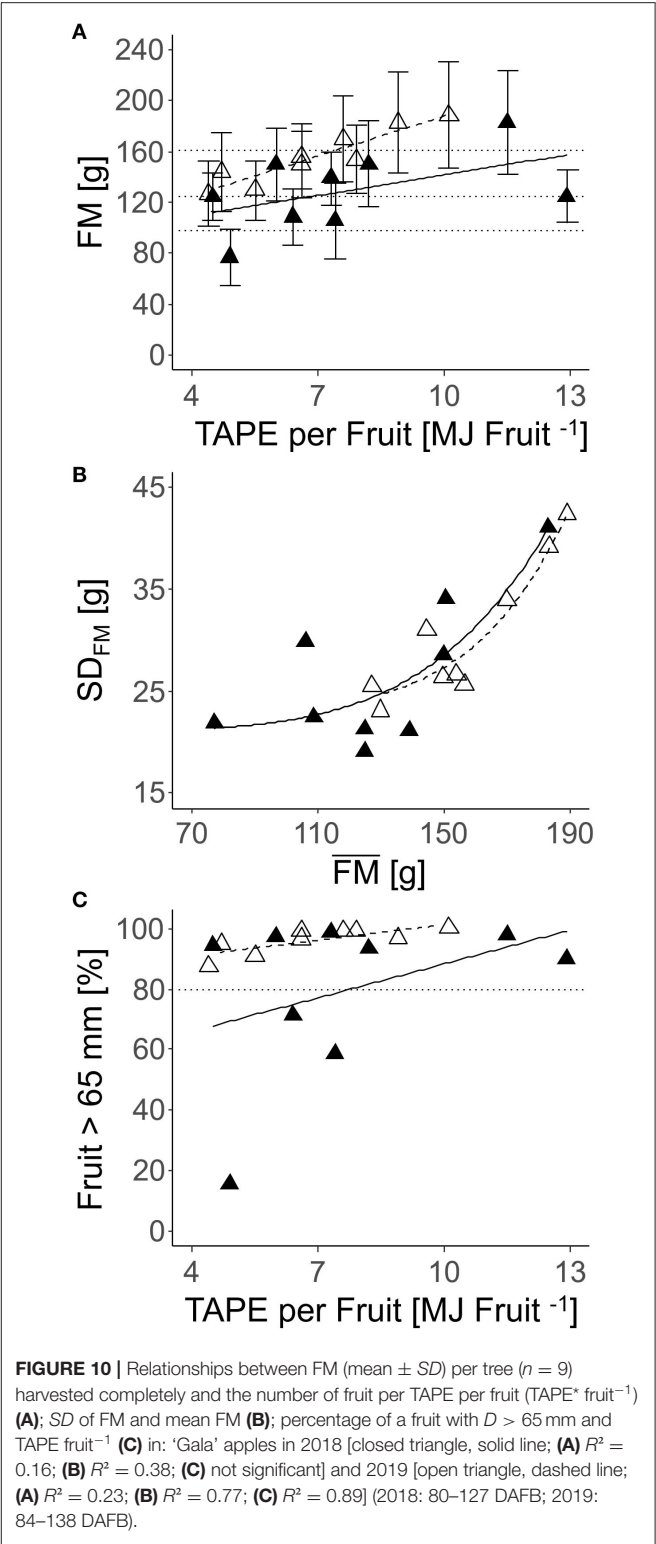 A
FM [g]
240
200
160
120
80
40
0
4 7 10 13
TAPE per Fruit [MJ Fruit ⁻¹]
B
SD_FM [g]
45
35
25
15
70 110 150 190
F̅M̅ [g]
C
Fruit > 65 mm [%]
100
80
60
40
20
0
4 7 10 13
TAPE per Fruit [MJ Fruit ⁻¹]
FIGURE 10 | Relationships between FM (mean ± SD) per tree (n = 9)
harvested completely and the number of fruit per TAPE per fruit (TAPE* fruit⁻¹)
(A); SD of FM and mean FM (B); percentage of a fruit with D > 65 mm and
TAPE fruit⁻¹ (C) in: ‘Gala’ apples in 2018 [closed triangle, solid line; (A) R² =
0.16; (B) R² = 0.38; (C) not significant] and 2019 [open triangle, dashed line;
(A) R² = 0.23; (B) R² = 0.77; (C) R² = 0.89] (2018: 80–127 DAFB; 2019:
84–138 DAFB).